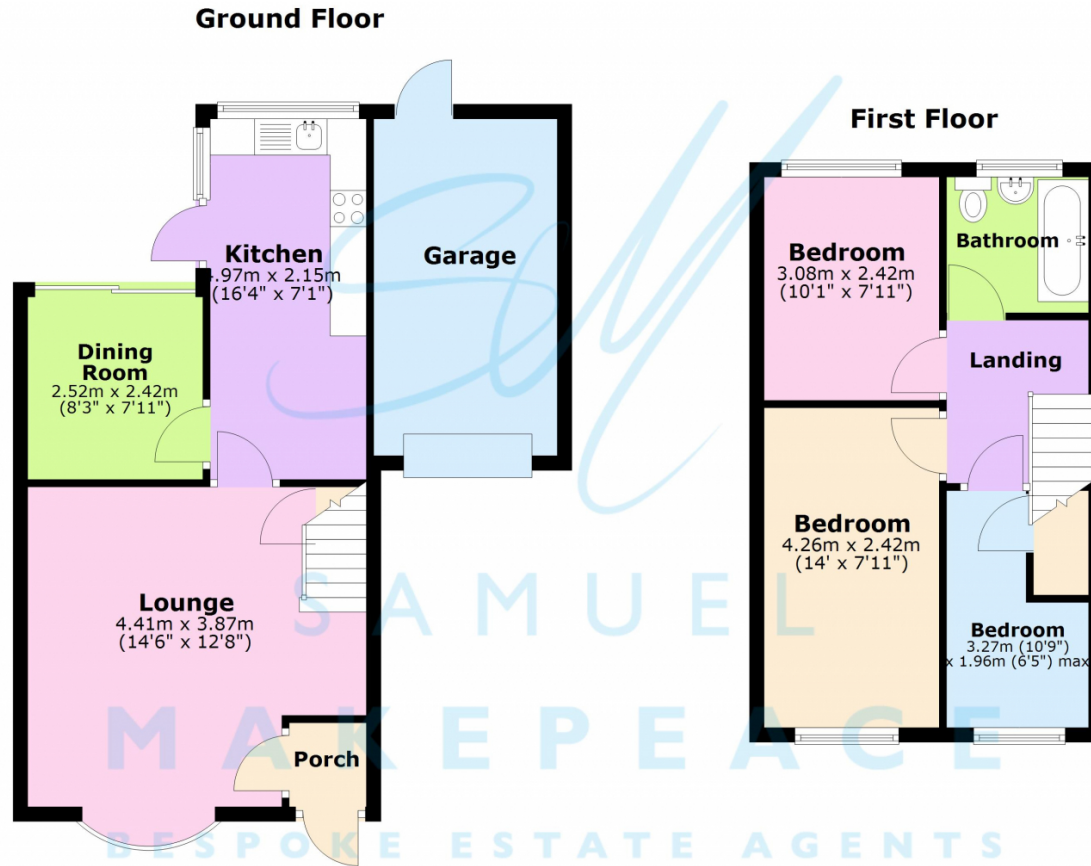 Ground Floor
Kitchen
4.97m x 2.15m
(16'4" x 7'1")
Garage
Dining
Room
2.52m x 2.42m
(8'3" x 7'11")
Lounge
4.41m x 3.87m
(14'6" x 12'8")
Porch
First Floor
Bedroom
3.08m x 2.42m
(10'1" x 7'11")
Bathroom
Landing
Bedroom
4.26m x 2.42m
(14' x 7'11")
Bedroom
3.27m (10'9")
x 1.96m (6'5") max
SAMUEL
MAKEPEACE
BESPOKE ESTATE AGENTS